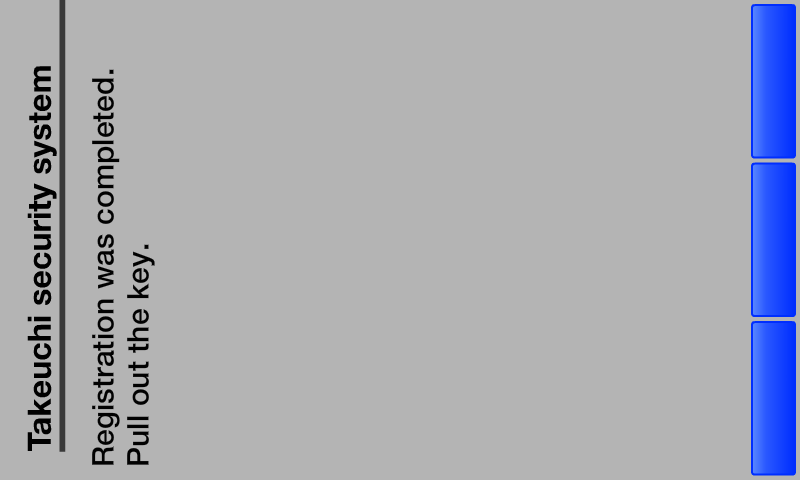 Takeuchi security system
Registration was completed.
Pull out the key.